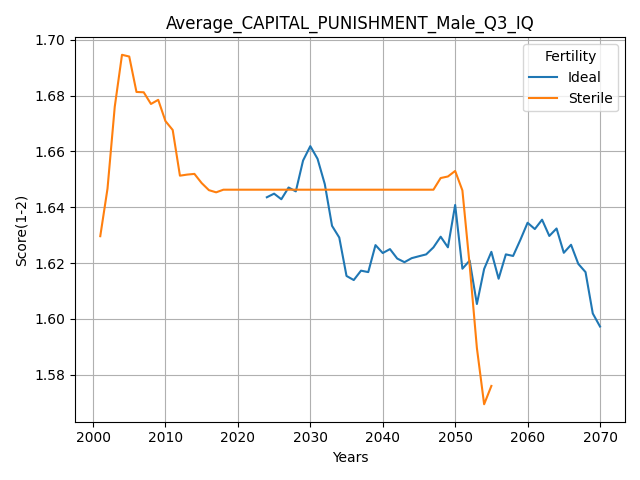 Average_CAPITAL_PUNISHMENT_Male_Q3_IQ
1.70
1.68
1.66
1.64
1.62
1.60
1.58
Score(1-2)
Fertility
Ideal
Sterile
2000 2010 2020 2030 2040 2050 2060 2070
Years